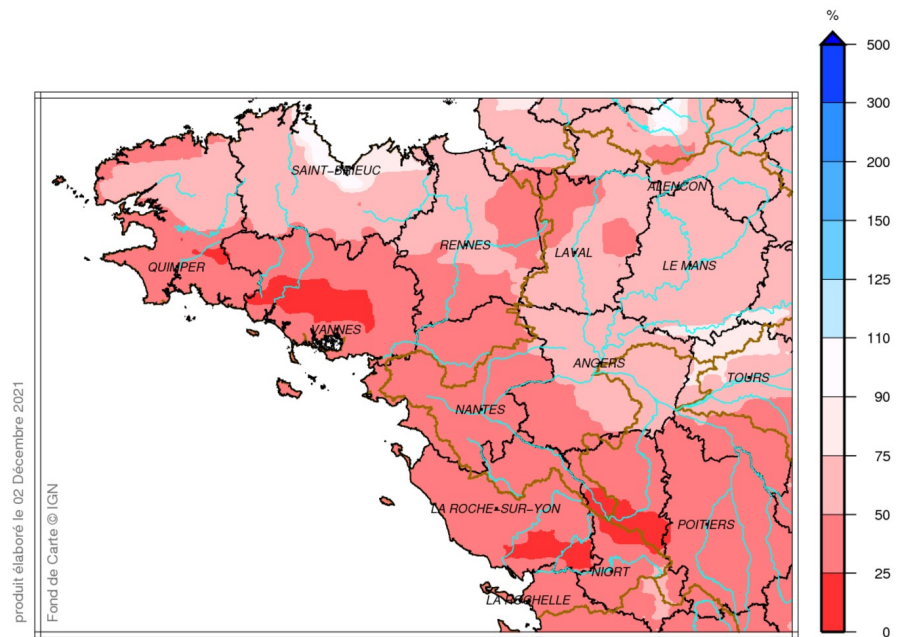 %
500
300
200
150
125
110
90
75
50
25
0
SAINT-BRIEUC
ALENCON
RENNES
LAVAL
LE MANS
QUIMPER
VANNES
ANGERS
TOURS
NANTES
LA ROCHE-SUR-YON
POITIERS
NIORT
LA ROCHELLE
produit élaboré le 02 Décembre 2021
Fond de Carte © IGN